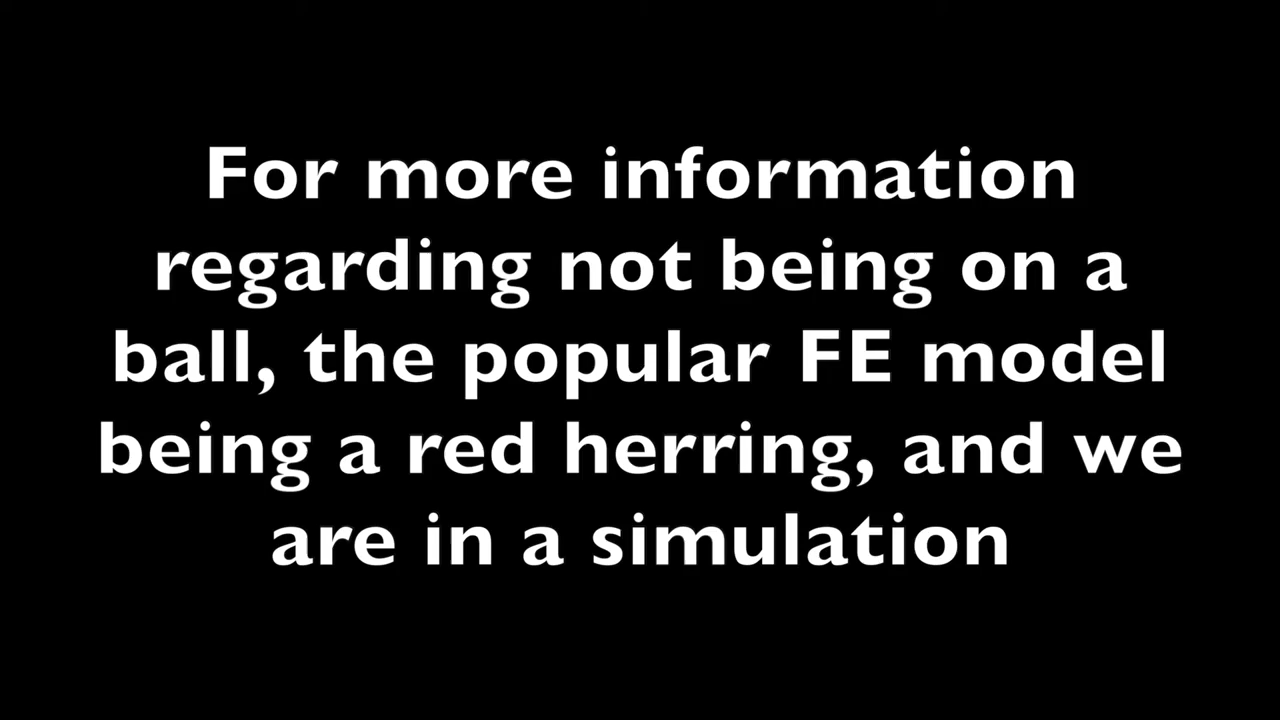 For more information
regarding not being on a
ball, the popular FE model
being a red herring, and we
are in a simulation